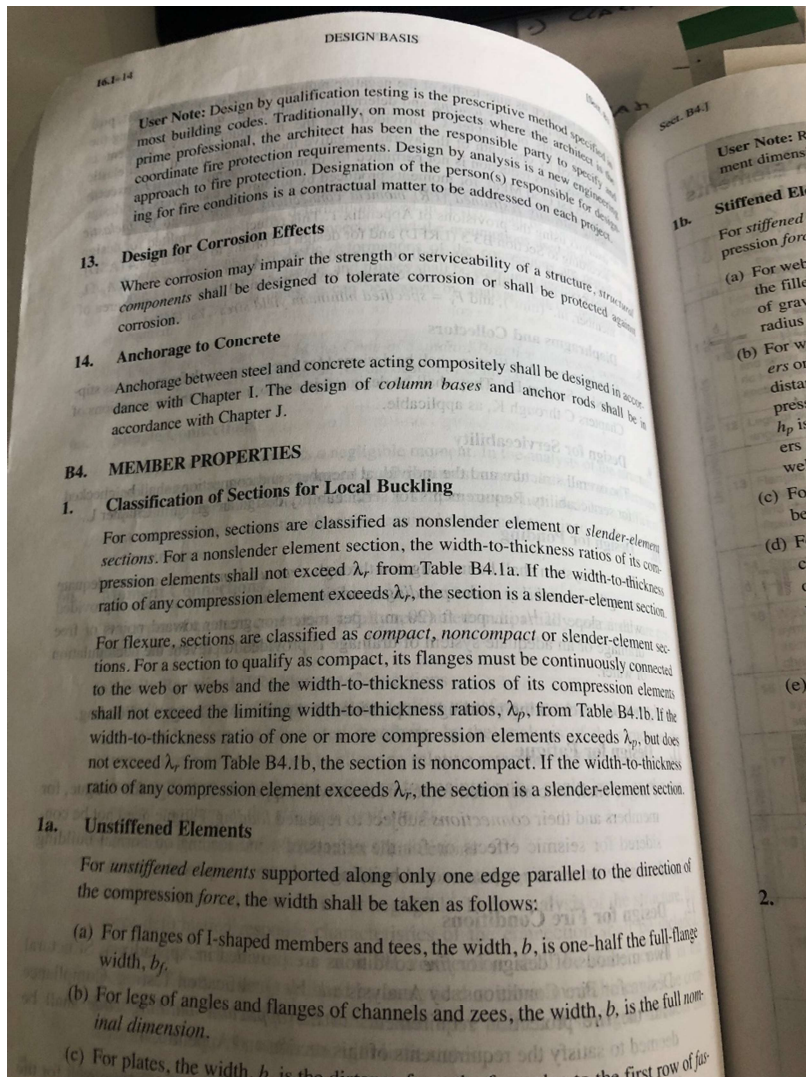 DESIGN BASIS
16.1–14
User Note: Design by qualification testing is the prescriptive method specified in
most building codes. Traditionally, on most projects where the architect is the
prime professional, the architect has been the responsible party to specify and
coordinate fire protection requirements. Design by analysis is a new engineering
approach to fire protection. Designation of the person(s) responsible for design-
ing for fire conditions is a contractual matter to be addressed on each project.
13. Design for Corrosion Effects
Where corrosion may impair the strength or serviceability of a structure, structural
components shall be designed to tolerate corrosion or shall be protected against
corrosion.
14. Anchorage to Concrete
Anchorage between steel and concrete acting compositely shall be designed in accor-
dance with Chapter I. The design of column bases and anchor rods shall be in
accordance with Chapter J.
B4. MEMBER PROPERTIES
1. Classification of Sections for Local Buckling
For compression, sections are classified as nonslender element or slender-element
sections. For a nonslender element section, the width-to-thickness ratios of its com-
pression elements shall not exceed λr from Table B4.1a. If the width-to-thickness
ratio of any compression element exceeds λr, the section is a slender-element section.
For flexure, sections are classified as compact, noncompact or slender-element sec-
tions. For a section to qualify as compact, its flanges must be continuously connected
to the web or webs and the width-to-thickness ratios of its compression elements
shall not exceed the limiting width-to-thickness ratios, λp, from Table B4.1b. If the
width-to-thickness ratio of one or more compression elements exceeds λp, but does
not exceed λr from Table B4.1b, the section is noncompact. If the width-to-thickness
ratio of any compression element exceeds λr, the section is a slender-element section.
1a. Unstiffened Elements
For unstiffened elements supported along only one edge parallel to the direction of
the compression force, the width shall be taken as follows:
(a) For flanges of I-shaped members and tees, the width, b, is one-half the full-flange
width, bf.
(b) For legs of angles and flanges of channels and zees, the width, b, is the full nom-
inal dimension.
(c) For plates, the width, b, is the first row of fas-
Sect. B4.]
User Note: R
ment dimens
1b. Stiffened El
For stiffened
pression forc
(a) For web
the fille
of grav
radius
(b) For w
ers or
dista
pres
hp is
ers
we
(c) Fo
be
(d) F
c
(e)
2.